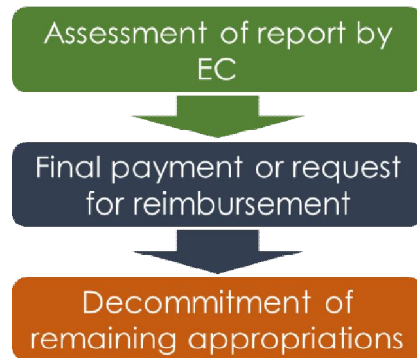 Assessment of report by
EC
Final payment or request
for reimbursement
Decommitment of
remaining appropriations